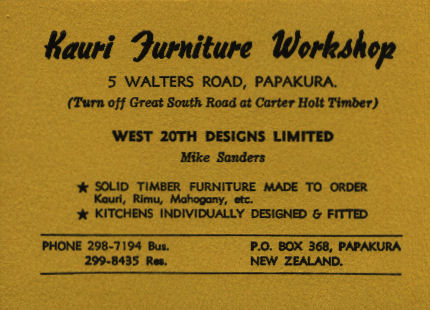 Kauri Furniture Workshop
5 WALTERS ROAD, PAPAKURA.
(Turn off Great South Road at Carter Holt Timber)
WEST 20TH DESIGNS LIMITED
Mike Sanders
★ SOLID TIMBER FURNITURE MADE TO ORDER
Kauri, Rimu, Mahogany, etc.
★ KITCHENS INDIVIDUALLY DESIGNED & FITTED
PHONE 298-7194 Bus.
299-8435 Res.
P.O. BOX 368, PAPAKURA
NEW ZEALAND.